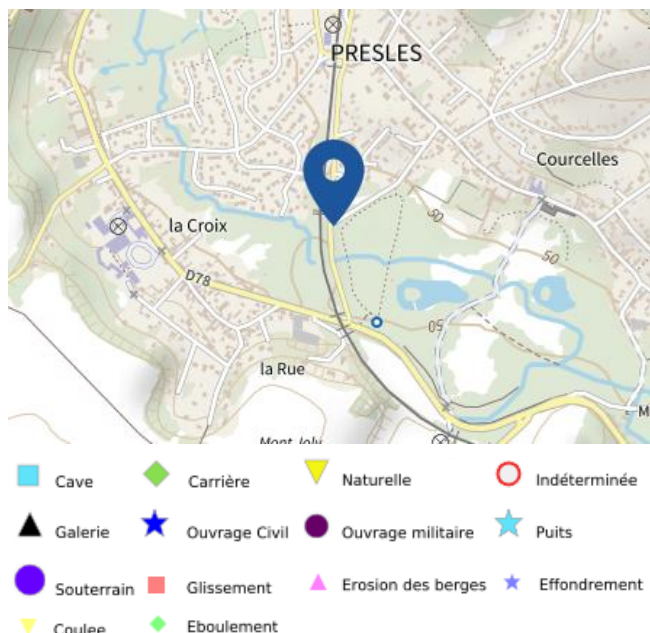 PRESLES
Courcelles
la Croix
50
50
D78
50
la Rue
Mont Joly
M
Cave
Carrière
Naturelle
Indéterminée
Galerie
Ouvrage Civil
Ouvrage militaire
Puits
Souterrain
Glissement
Erosion des berges
Effondrement
Coulee
Eboulement